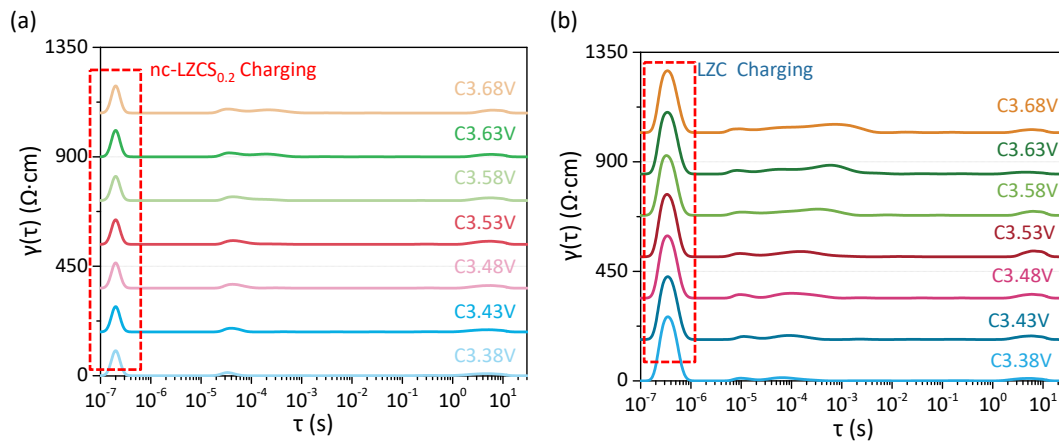 (a)
1350
900
450
0
γ(τ) (Ω·cm)
nc-LZCS0.2 Charging
C3.68V
C3.63V
C3.58V
C3.53V
C3.48V
C3.43V
C3.38V
10-7 10-6 10-5 10-4 10-3 10-2 10-1 100 101
τ (s)
(b)
1350
900
450
0
γ(τ) (Ω·cm)
LZC Charging
C3.68V
C3.63V
C3.58V
C3.53V
C3.48V
C3.43V
C3.38V
10-7 10-6 10-5 10-4 10-3 10-2 10-1 100 101
τ (s)